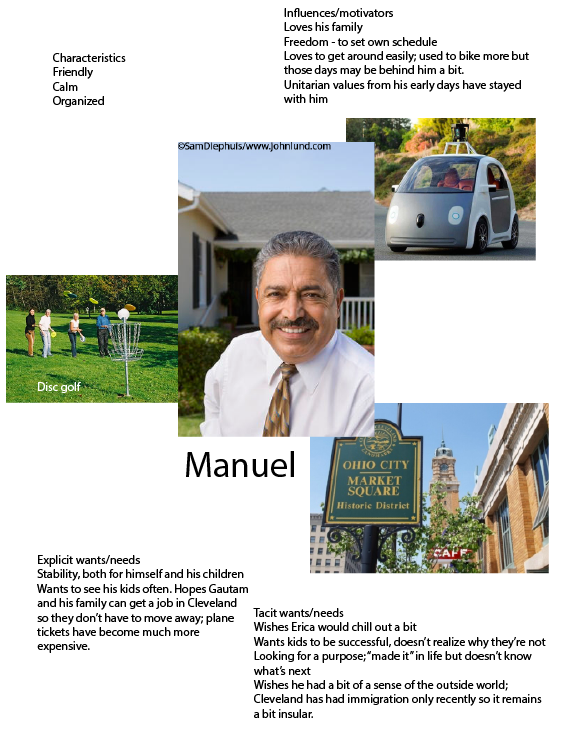 Influences/motivators
Loves his family
Freedom - to set own schedule
Loves to get around easily; used to bike more but
those days may be behind him a bit.
Unitarian values from his early days have stayed
with him
Characteristics
Friendly
Calm
Organized
©SamDiephuis/www.johnlund.com
Disc golf
OHIO CITY
MARKET
SQUARE
Historic District
CAFE
Manuel
Explicit wants/needs
Stability, both for himself and his children
Wants to see his kids often. Hopes Gautam
and his family can get a job in Cleveland
so they don't have to move away; plane
tickets have become much more
expensive.
Tacit wants/needs
Wishes Erica would chill out a bit
Wants kids to be successful, doesn't realize why they're not
Looking for a purpose; "made it" in life but doesn't know
what's next
Wishes he had a bit of a sense of the outside world;
Cleveland has had immigration only recently so it remains
a bit insular.